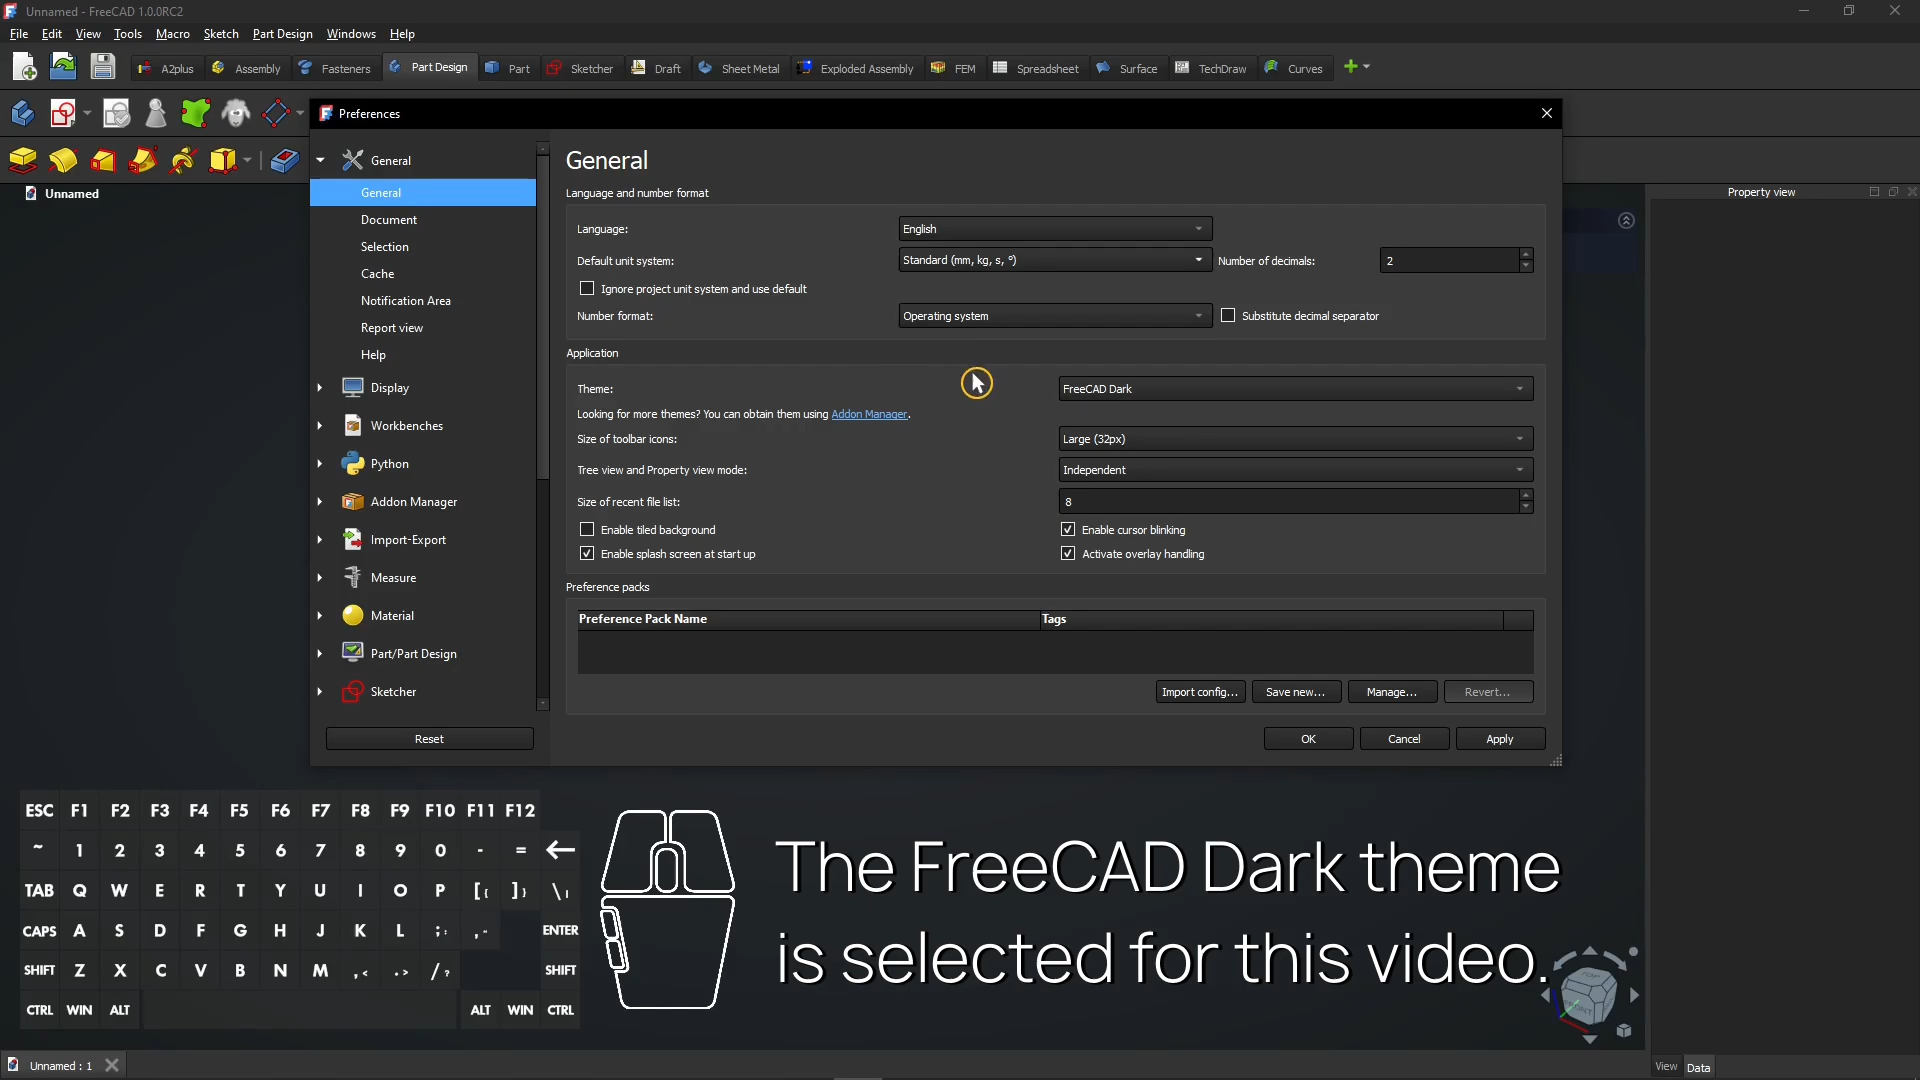 Unnamed - FreeCAD 1.0.0RC2
File Edit View Tools Macro Sketch Part Design Windows Help
A2plus Assembly Fasteners Part Design Part Sketcher Draft Sheet Metal Exploded Assembly FEM Spreadsheet Surface TechDraw Curves
Preferences
Unnamed
Property view
General
General
Document
Selection
Cache
Notification Area
Report view
Help
Display
Workbenches
Python
Addon Manager
Import-Export
Measure
Material
Part/Part Design
Sketcher
Reset
General
Language and number format
Language: English
Default unit system: Standard (mm, kg, s, °) Number of decimals: 2
Ignore project unit system and use default
Number format: Operating system Substitute decimal separator
Application
Theme: FreeCAD Dark
Looking for more themes? You can obtain them using Addon Manager.
Size of toolbar icons: Large (32px)
Tree view and Property view mode: Independent
Size of recent file list: 8
Enable tiled background Enable cursor blinking
Enable splash screen at start up Activate overlay handling
Preference packs
Preference Pack Name Tags
Import config... Save new... Manage... Revert...
OK Cancel Apply
ESC F1 F2 F3 F4 F5 F6 F7 F8 F9 F10 F11 F12
~ 1 2 3 4 5 6 7 8 9 0 - = ←
TAB Q W E R T Y U I O P [{ ]} \|
CAPS A S D F G H J K L ;: ,“ ENTER
SHIFT Z X C V B N M ,< .> /? SHIFT
CTRL WIN ALT ALT WIN CTRL
The FreeCAD Dark theme
is selected for this video.
TOP
FRONT
Unnamed : 1
View Data